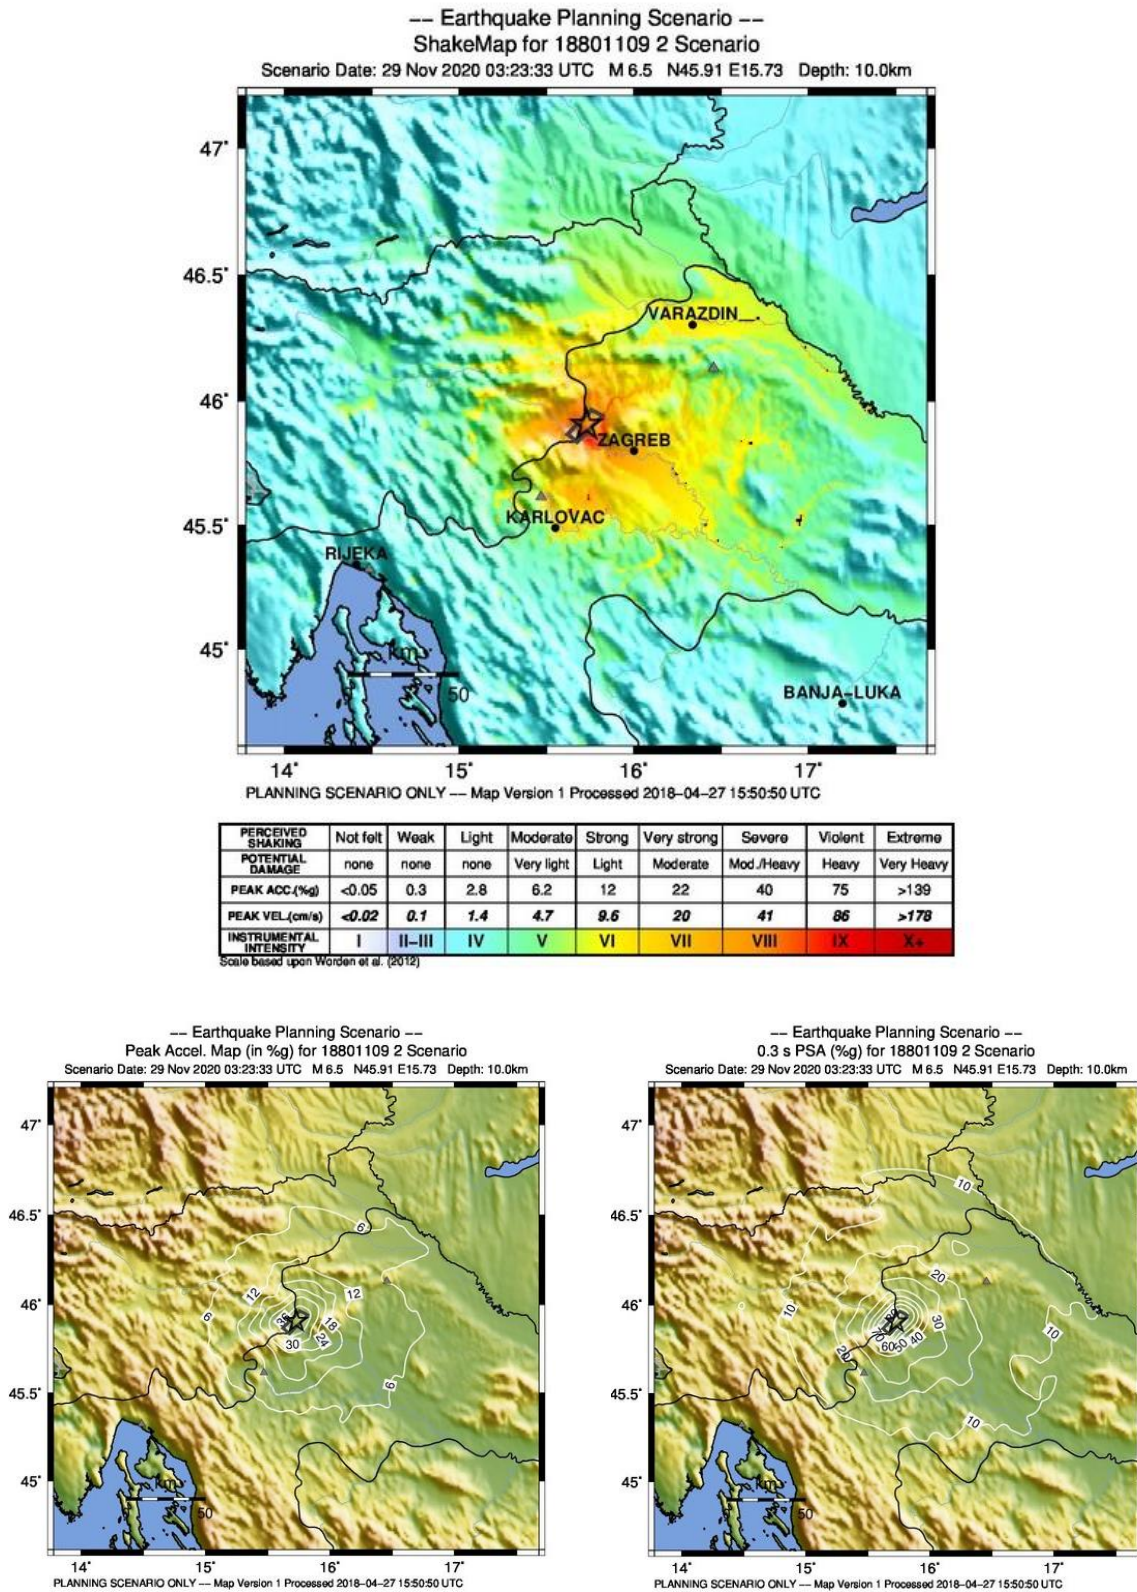 -- Earthquake Planning Scenario --
ShakeMap for 18801109 2 Scenario
Scenario Date: 29 Nov 2020 03:23:33 UTC M 6.5 N45.91 E15.73 Depth: 10.0km
47°
46.5°
46°
45.5°
45°
VARAZDIN
ZAGREB
KARLOVAC
RIJEKA
km
50
BANJA-LUKA
14° 15° 16° 17°
PLANNING SCENARIO ONLY -- Map Version 1 Processed 2018-04-27 15:50:50 UTC
PERCEIVED SHAKING Not felt Weak Light Moderate Strong Very strong Severe Violent Extreme
POTENTIAL DAMAGE none none none Very light Light Moderate Mod./Heavy Heavy Very Heavy
PEAK ACC.(%g) <0.05 0.3 2.8 6.2 12 22 40 75 >139
PEAK VEL.(cm/s) <0.02 0.1 1.4 4.7 9.6 20 41 86 >178
INSTRUMENTAL INTENSITY I II-III IV V VI VII VIII IX X+
Scale based upon Worden et al. (2012)
-- Earthquake Planning Scenario --
Peak Accel. Map (in %g) for 18801109 2 Scenario
Scenario Date: 29 Nov 2020 03:23:33 UTC M 6.5 N45.91 E15.73 Depth: 10.0km
47°
46.5°
46°
45.5°
45°
6
12
12
6
36
18
24
30
6
km
50
14° 15° 16° 17°
PLANNING SCENARIO ONLY -- Map Version 1 Processed 2018-04-27 15:50:50 UTC
-- Earthquake Planning Scenario --
0.3 s PSA (%g) for 18801109 2 Scenario
Scenario Date: 29 Nov 2020 03:23:33 UTC M 6.5 N45.91 E15.73 Depth: 10.0km
47°
46.5°
46°
45.5°
45°
10
20
10
30
10
70
60
50
40
20
10
km
50
14° 15° 16° 17°
PLANNING SCENARIO ONLY -- Map Version 1 Processed 2018-04-27 15:50:50 UTC